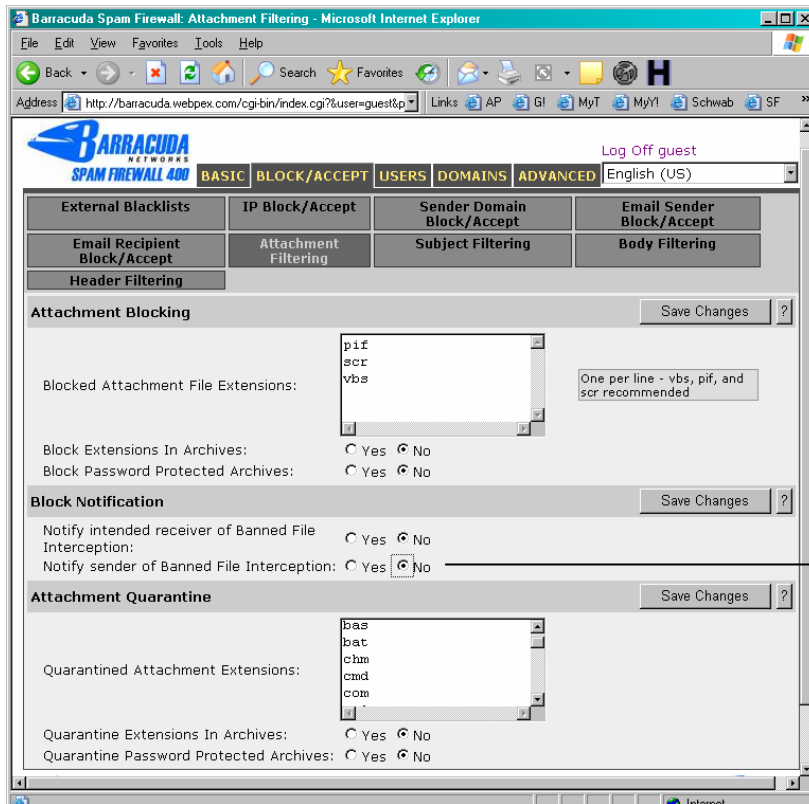 Barracuda Spam Firewall: Attachment Filtering - Microsoft Internet Explorer
File Edit View Favorites Tools Help
Back Search Favorites H
Address http://barracuda.webpex.com/cgi-bin/index.cgi?&user=guest&p Links AP G! MyT MyY! Schwab SF »
BARRACUDA
NETWORKS
SPAM FIREWALL 400
BASIC BLOCK/ACCEPT USERS DOMAINS ADVANCED
Log Off guest
English (US)
External Blacklists
IP Block/Accept
Sender Domain
Block/Accept
Email Sender
Block/Accept
Email Recipient
Block/Accept
Attachment
Filtering
Subject Filtering
Body Filtering
Header Filtering
Attachment Blocking Save Changes ?
Blocked Attachment File Extensions:
pif
scr
vbs
One per line - vbs, pif, and
scr recommended
Block Extensions In Archives: Yes No
Block Password Protected Archives: Yes No
Block Notification Save Changes ?
Notify intended receiver of Banned File
Interception: Yes No
Notify sender of Banned File Interception: Yes No
Attachment Quarantine Save Changes ?
Quarantined Attachment Extensions:
bas
bat
chm
cmd
com
Quarantine Extensions In Archives: Yes No
Quarantine Password Protected Archives: Yes No
Internet